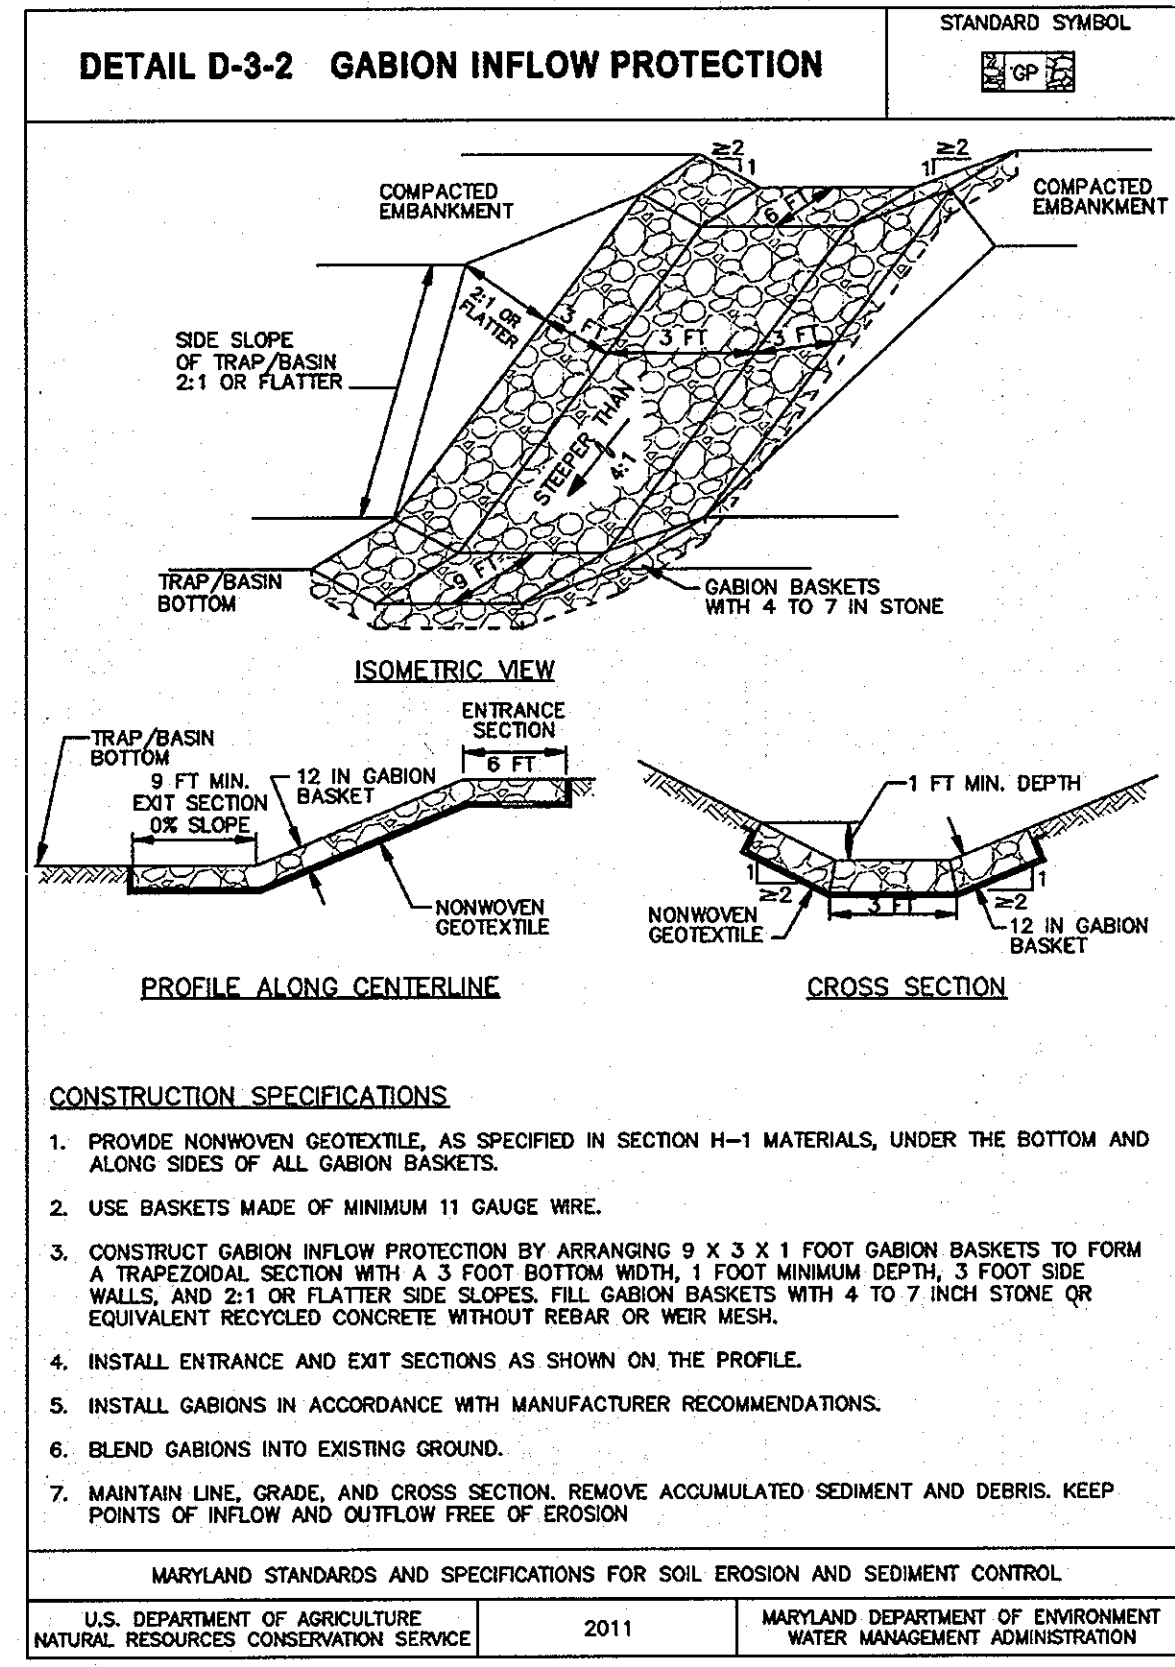 DETAIL D-3-2 GABION INFLOW PROTECTION
STANDARD SYMBOL
GP
≥2
1
≥2
1
COMPACTED
EMBANKMENT
COMPACTED
EMBANKMENT
6 FT
2:1 OR
FLATTER
3 FT
3 FT
3 FT
SIDE SLOPE
OF TRAP/BASIN
2:1 OR FLATTER
STEEPER THAN
4:1
9 FT
TRAP/BASIN
BOTTOM
GABION BASKETS
WITH 4 TO 7 IN STONE
ISOMETRIC VIEW
ENTRANCE
SECTION
6 FT
TRAP/BASIN
BOTTOM
9 FT MIN.
EXIT SECTION
0% SLOPE
12 IN GABION
BASKET
NONWOVEN
GEOTEXTILE
PROFILE ALONG CENTERLINE
1 FT MIN. DEPTH
1
≥2
3 FT
≥2
1
NONWOVEN
GEOTEXTILE
12 IN GABION
BASKET
CROSS SECTION
CONSTRUCTION SPECIFICATIONS
1. PROVIDE NONWOVEN GEOTEXTILE, AS SPECIFIED IN SECTION H-1 MATERIALS, UNDER THE BOTTOM AND
ALONG SIDES OF ALL GABION BASKETS.
2. USE BASKETS MADE OF MINIMUM 11 GAUGE WIRE.
3. CONSTRUCT GABION INFLOW PROTECTION BY ARRANGING 9 X 3 X 1 FOOT GABION BASKETS TO FORM
A TRAPEZOIDAL SECTION WITH A 3 FOOT BOTTOM WIDTH, 1 FOOT MINIMUM DEPTH, 3 FOOT SIDE
WALLS, AND 2:1 OR FLATTER SIDE SLOPES. FILL GABION BASKETS WITH 4 TO 7 INCH STONE OR
EQUIVALENT RECYCLED CONCRETE WITHOUT REBAR OR WEIR MESH.
4. INSTALL ENTRANCE AND EXIT SECTIONS AS SHOWN ON THE PROFILE.
5. INSTALL GABIONS IN ACCORDANCE WITH MANUFACTURER RECOMMENDATIONS.
6. BLEND GABIONS INTO EXISTING GROUND.
7. MAINTAIN LINE, GRADE, AND CROSS SECTION. REMOVE ACCUMULATED SEDIMENT AND DEBRIS. KEEP
POINTS OF INFLOW AND OUTFLOW FREE OF EROSION
MARYLAND STANDARDS AND SPECIFICATIONS FOR SOIL EROSION AND SEDIMENT CONTROL
U.S. DEPARTMENT OF AGRICULTURE
NATURAL RESOURCES CONSERVATION SERVICE
2011
MARYLAND DEPARTMENT OF ENVIRONMENT
WATER MANAGEMENT ADMINISTRATION